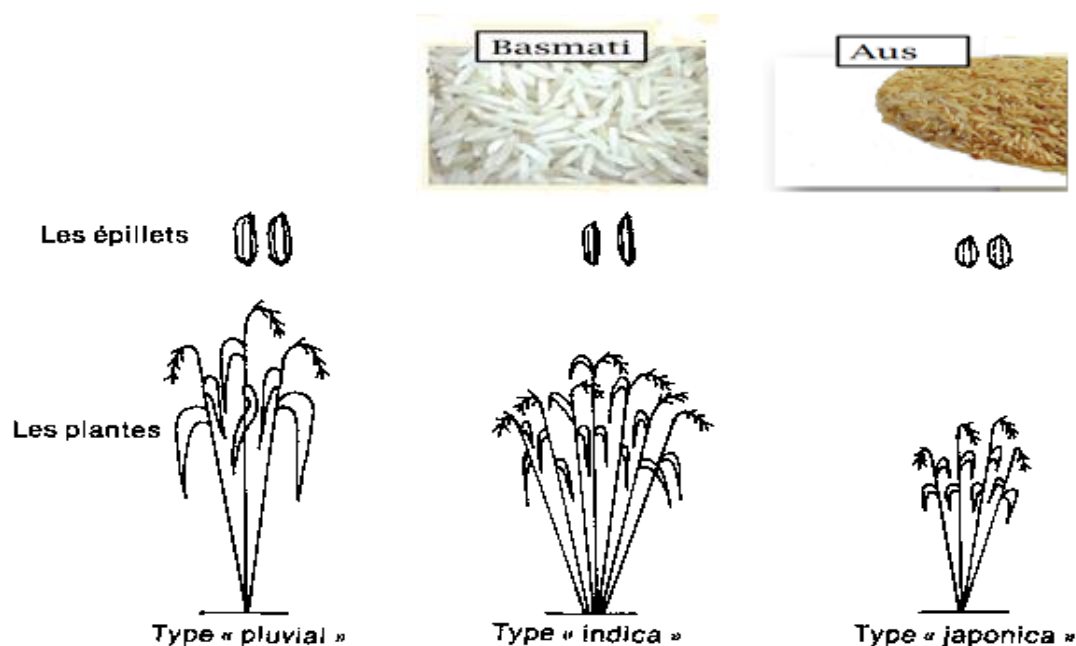 Basmati
Aus
Les épillets
Les plantes
Type « pluvial »
Type « indica »
Type « japonica »